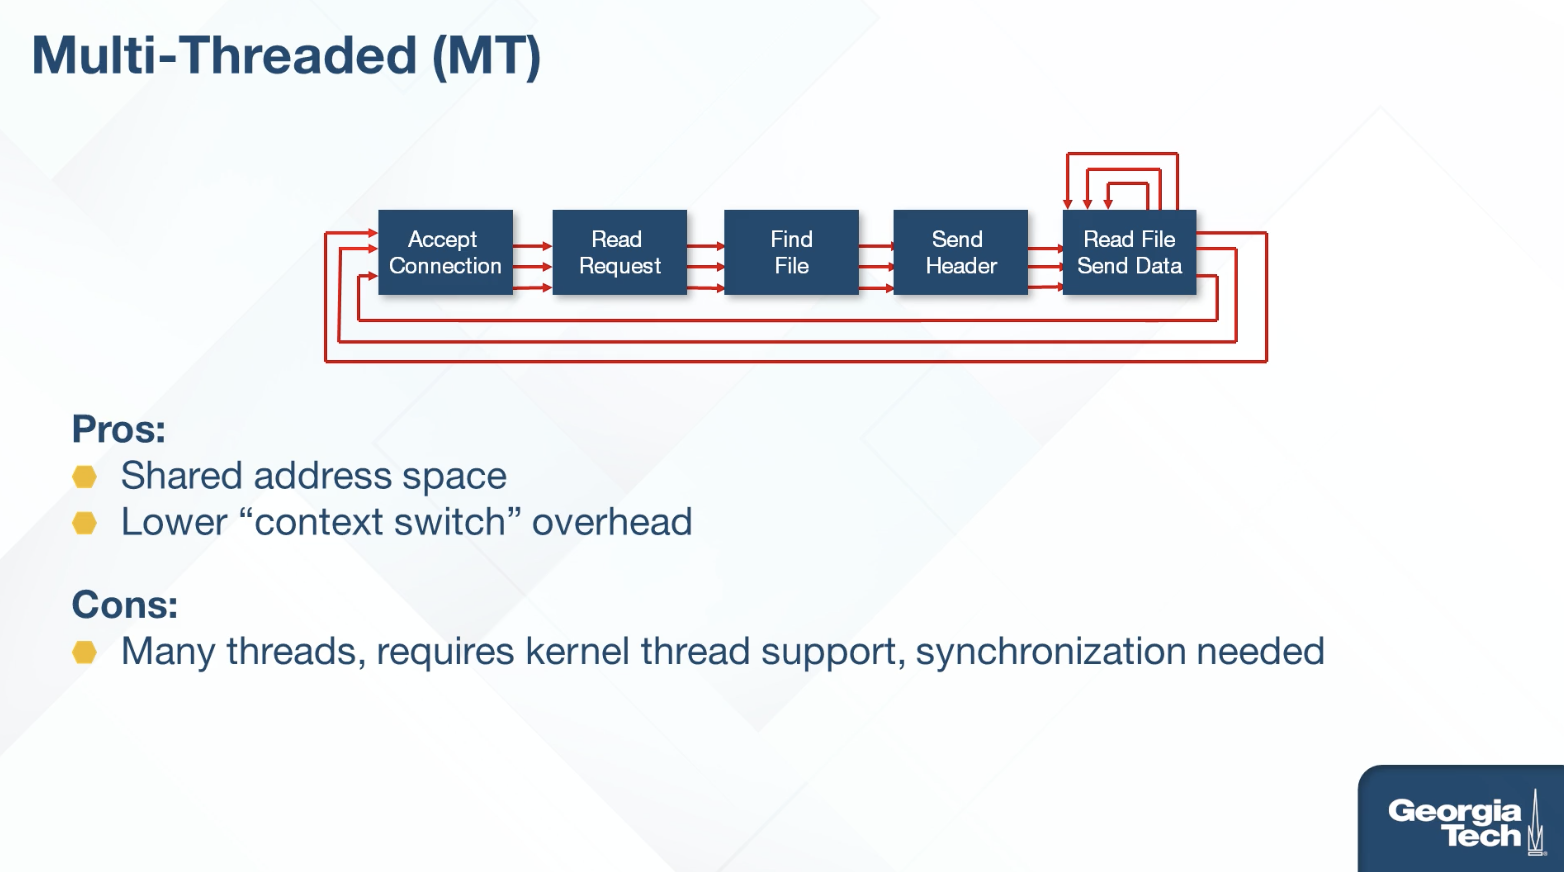 Multi-Threaded (MT)
Accept
Connection
Read
Request
Find
File
Send
Header
Read File
Send Data
Pros:
Shared address space
Lower “context switch” overhead
Cons:
Many threads, requires kernel thread support, synchronization needed
Georgia
Tech